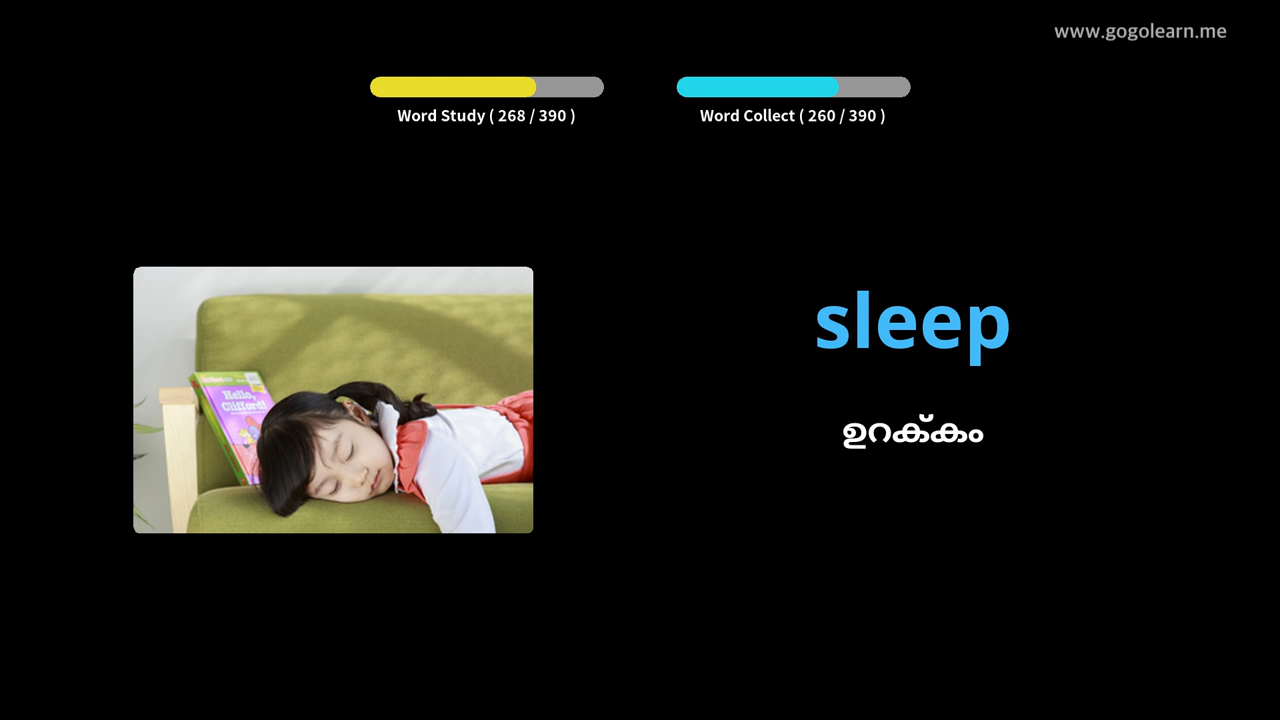 www.gogolearn.me
Word Study ( 268 / 390 )
Word Collect ( 260 / 390 )
Hello,
Clifford!
sleep
ഉറക്കം